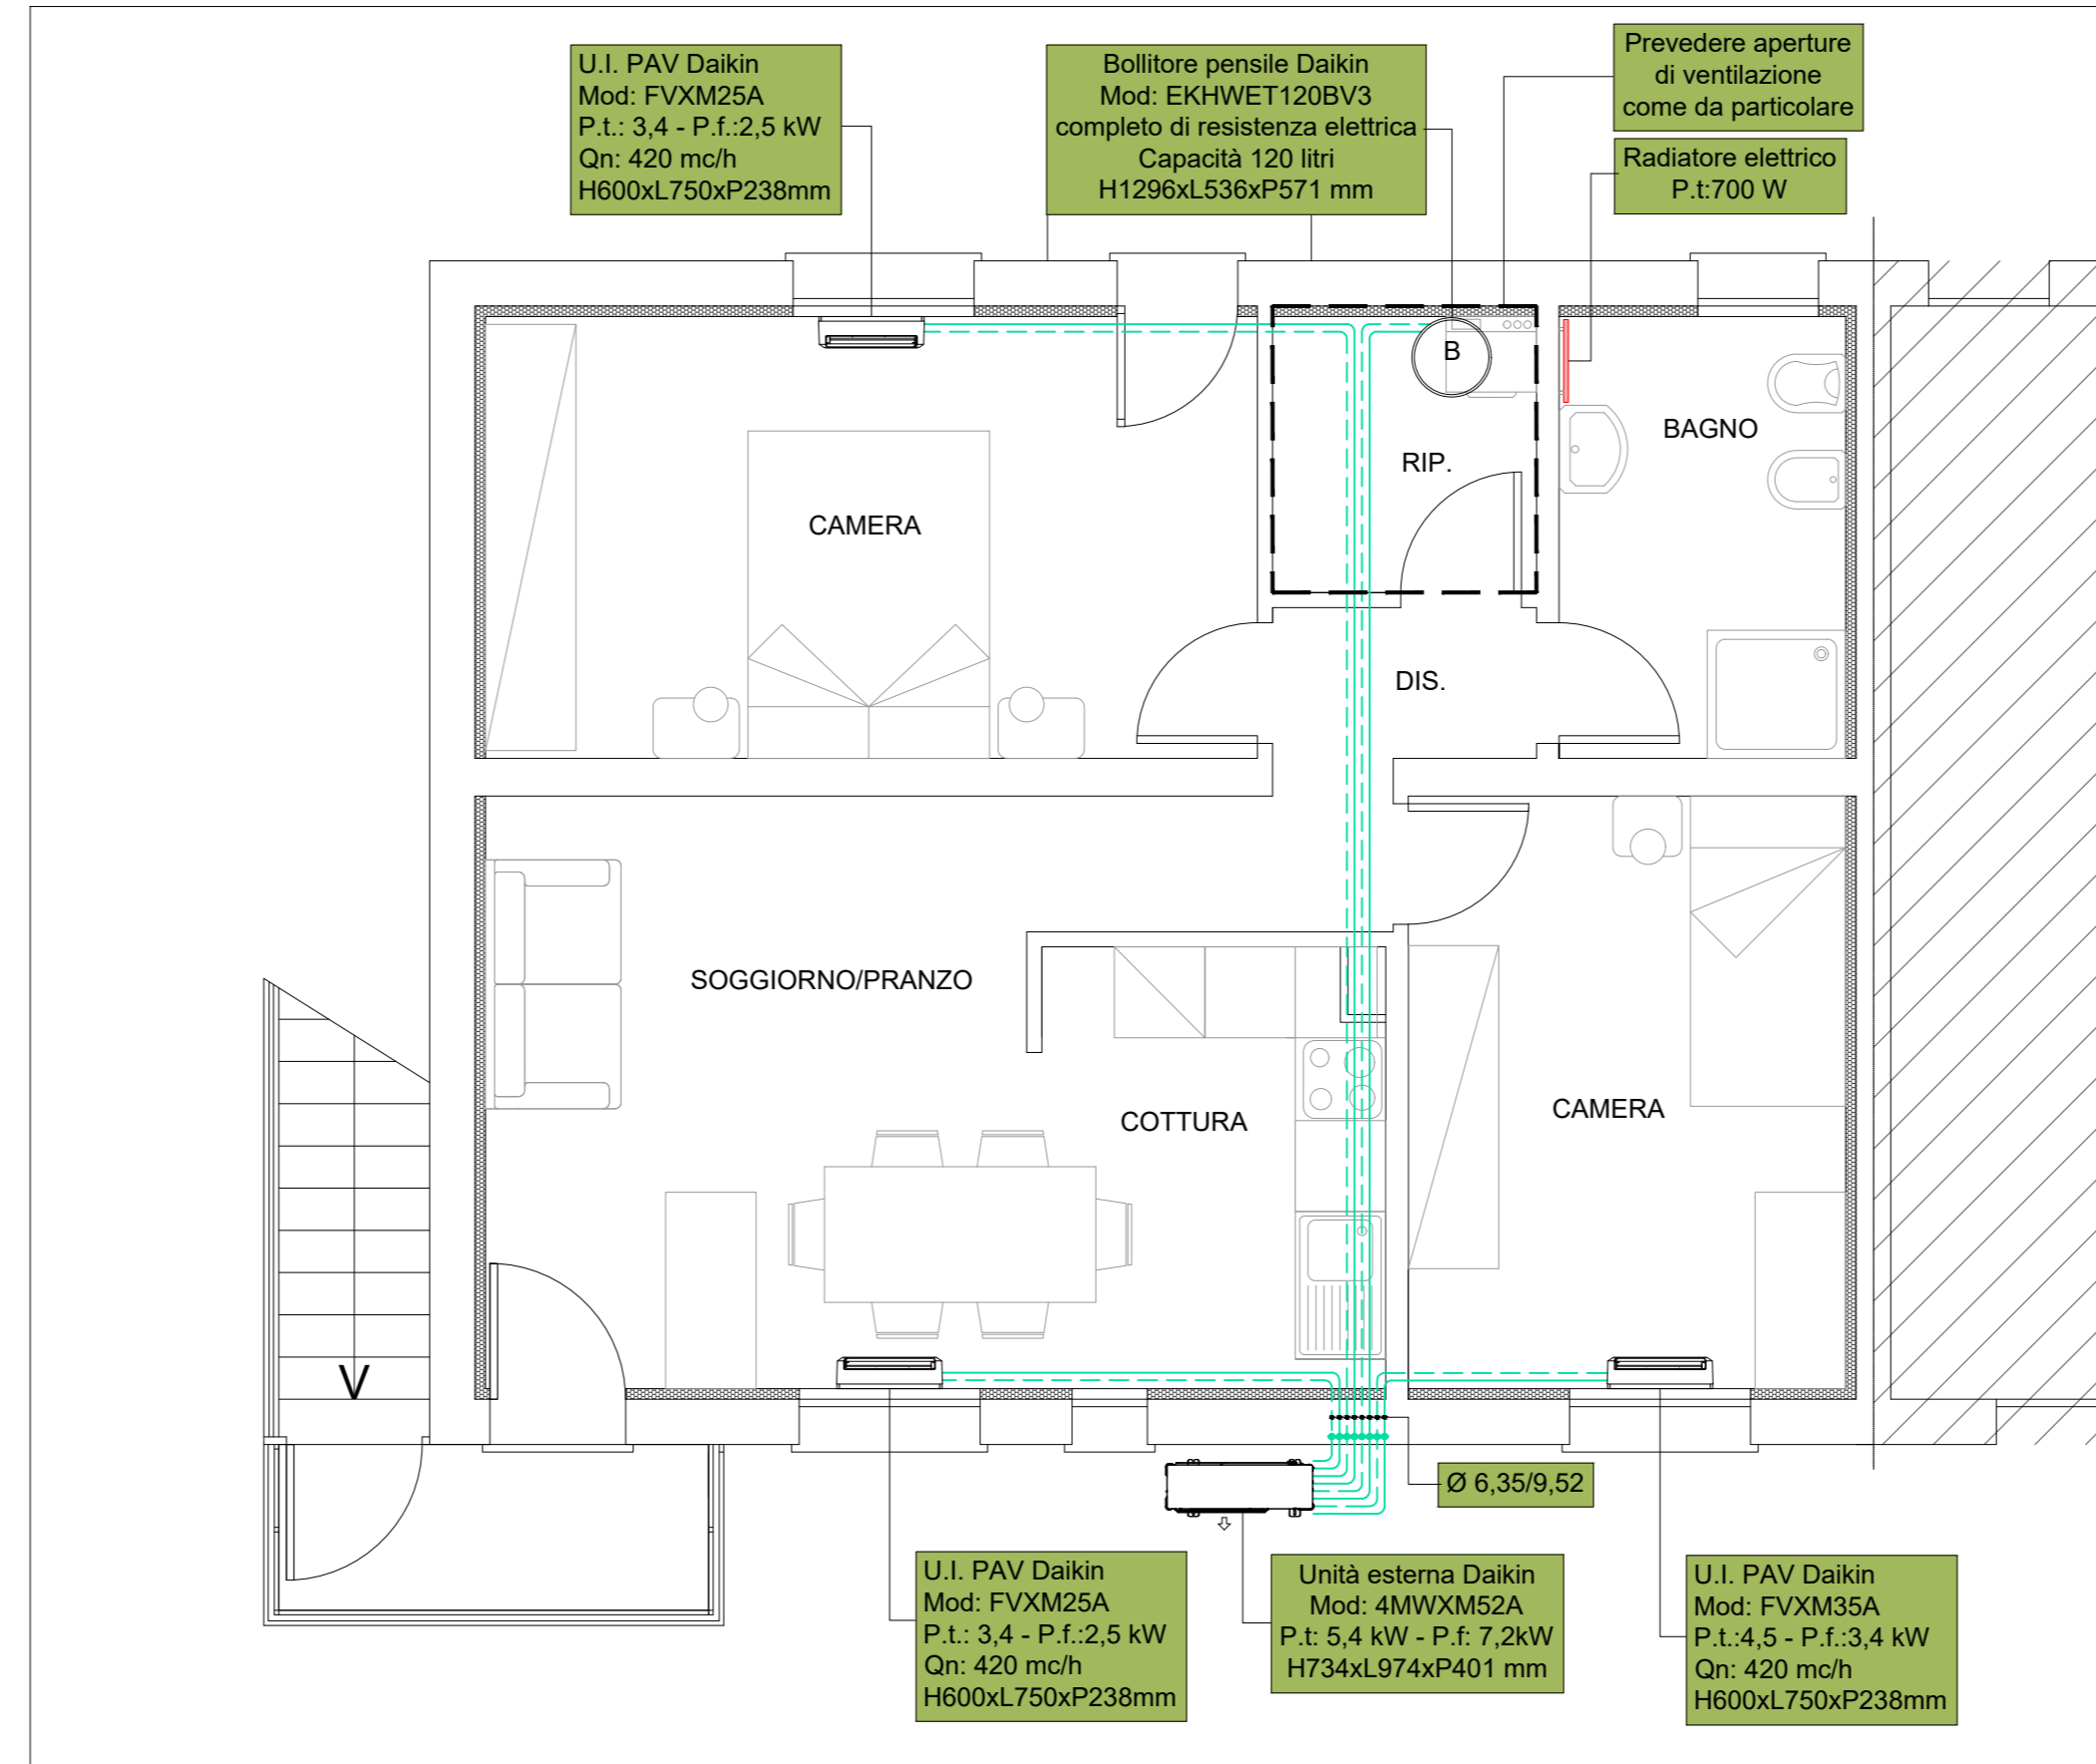 U.I. PAV Daikin
Mod: FVXM25A
P.t.: 3,4 - P.f.:2,5 kW
Qn: 420 mc/h
H600xL750xP238mm
Bollitore pensile Daikin
Mod: EKHWET120BV3
completo di resistenza elettrica
Capacità 120 litri
H1296xL536xP571 mm
Prevedere aperture
di ventilazione
come da particolare
Radiatore elettrico
P.t:700 W
B
BAGNO
RIP.
CAMERA
DIS.
SOGGIORNO/PRANZO
COTTURA
CAMERA
Ø 6,35/9,52
U.I. PAV Daikin
Mod: FVXM25A
P.t.: 3,4 - P.f.:2,5 kW
Qn: 420 mc/h
H600xL750xP238mm
Unità esterna Daikin
Mod: 4MWXM52A
P.t: 5,4 kW - P.f: 7,2kW
H734xL974xP401 mm
U.I. PAV Daikin
Mod: FVXM35A
P.t.:4,5 - P.f.:3,4 kW
Qn: 420 mc/h
H600xL750xP238mm